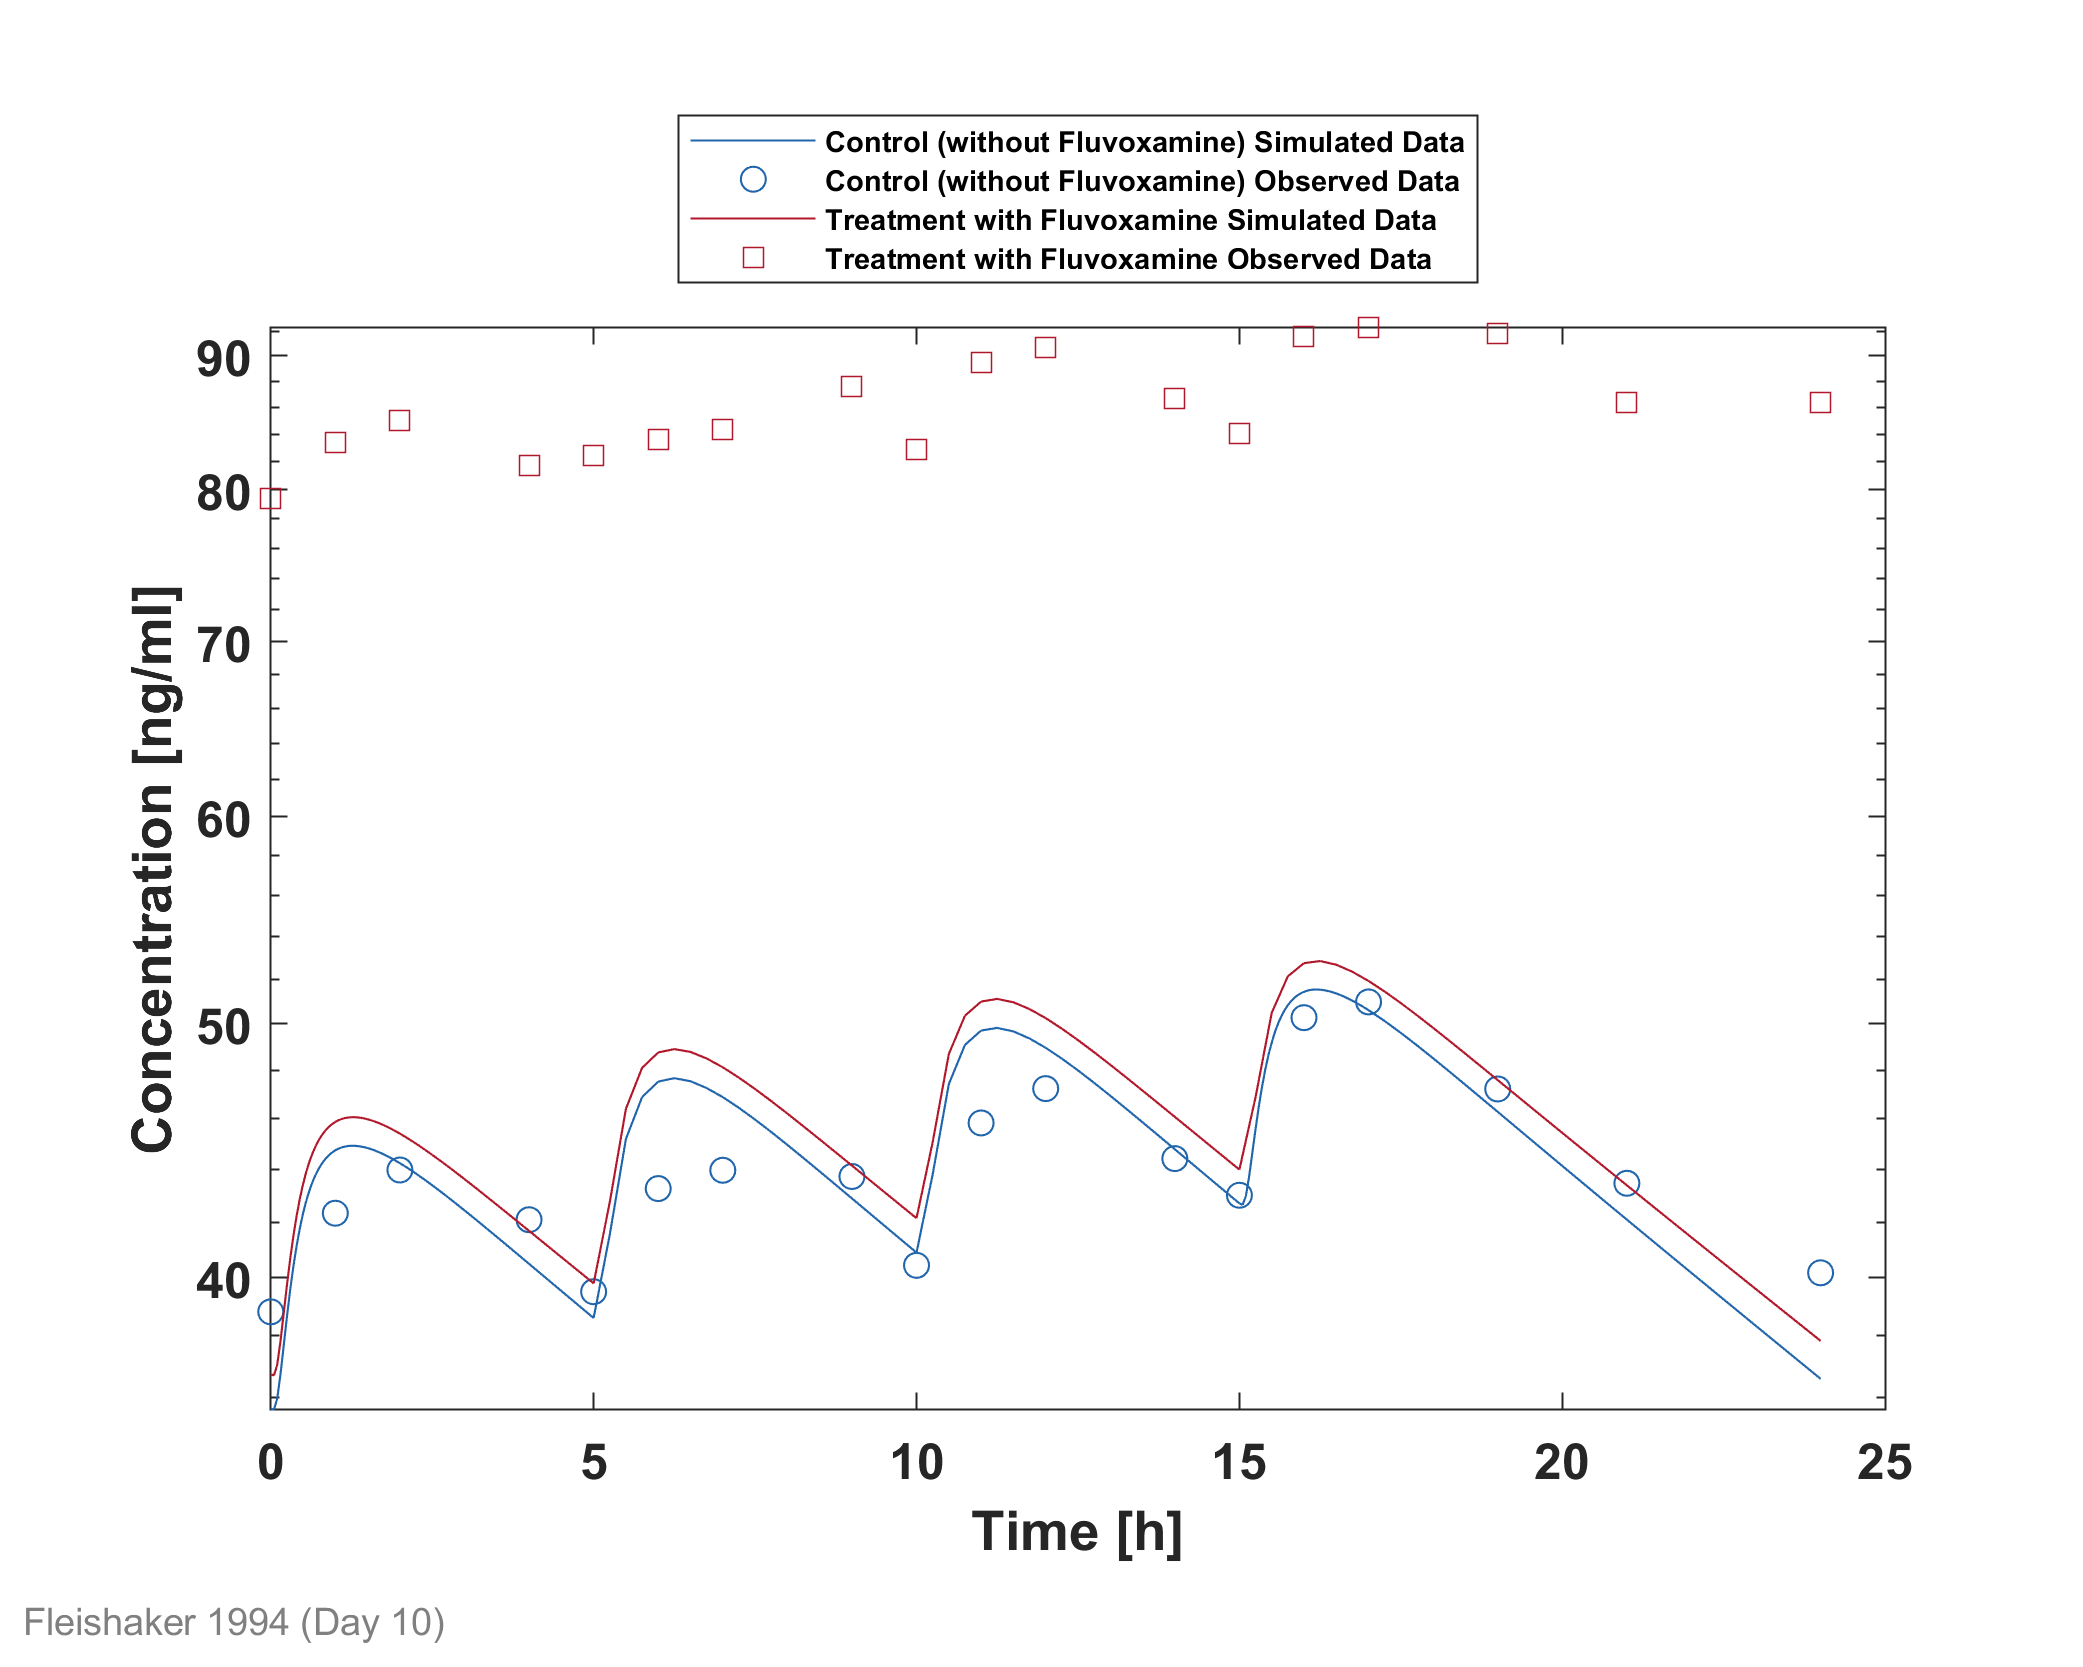 Control (without Fluvoxamine) Simulated Data
Control (without Fluvoxamine) Observed Data
Treatment with Fluvoxamine Simulated Data
Treatment with Fluvoxamine Observed Data
90
80
70
60
50
40
Concentration [ng/ml]
0 5 10 15 20 25
Time [h]
Fleishaker 1994 (Day 10)